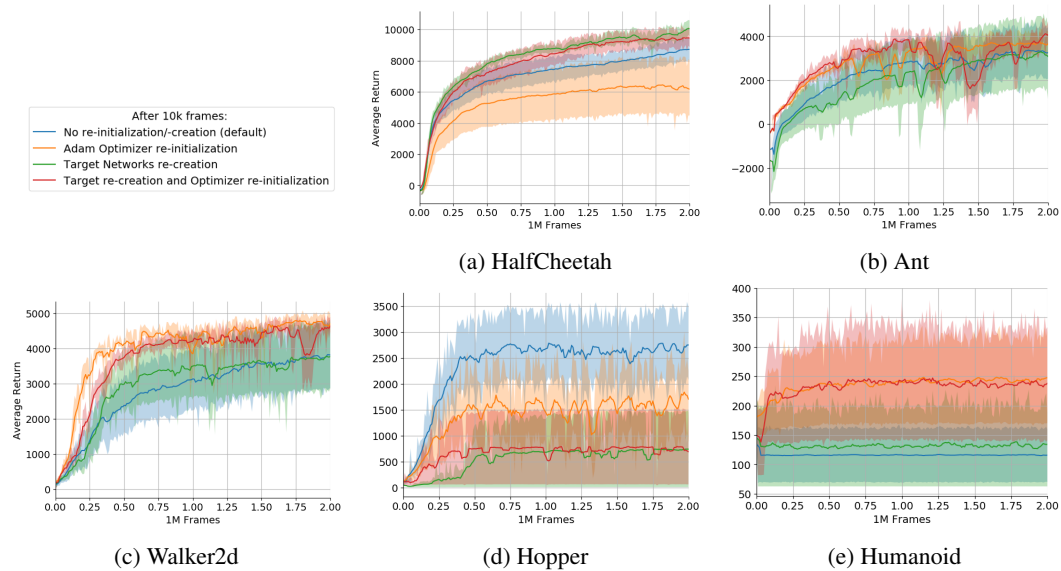 After 10k frames:
No re-initialization/-creation (default)
Adam Optimizer re-initialization
Target Networks re-creation
Target re-creation and Optimizer re-initialization
10000
8000
6000
4000
2000
0
Average Return
0.00 0.25 0.50 0.75 1.00 1.25 1.50 1.75 2.00
1M Frames
(a) HalfCheetah
4000
2000
0
−2000
0.00 0.25 0.50 0.75 1.00 1.25 1.50 1.75 2.00
1M Frames
(b) Ant
5000
4000
3000
2000
1000
0
Average Return
0.00 0.25 0.50 0.75 1.00 1.25 1.50 1.75 2.00
1M Frames
(c) Walker2d
3500
3000
2500
2000
1500
1000
500
0
0.00 0.25 0.50 0.75 1.00 1.25 1.50 1.75 2.00
1M Frames
(d) Hopper
400
350
300
250
200
150
100
50
0.00 0.25 0.50 0.75 1.00 1.25 1.50 1.75 2.00
1M Frames
(e) Humanoid